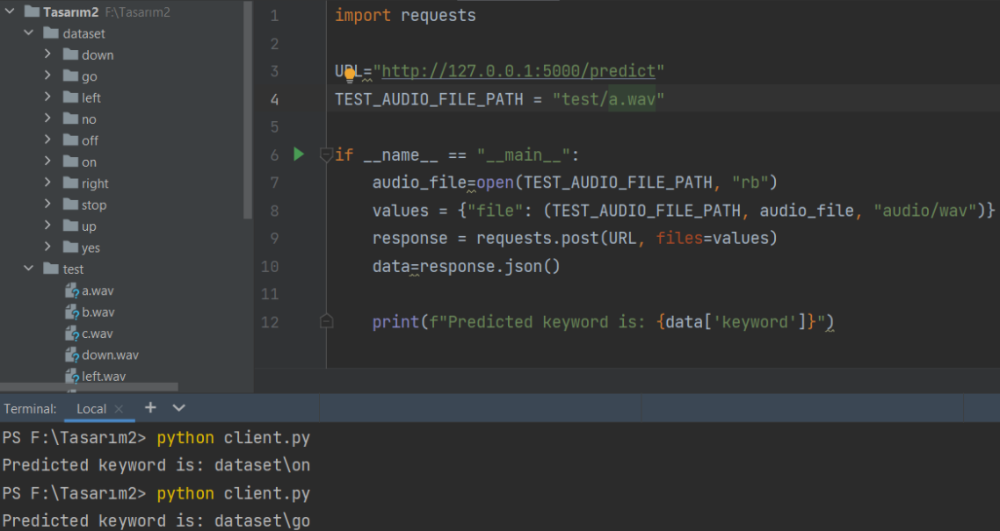 Tasarım2 F:\Tasarım2
dataset
down
go
left
no
off
on
right
stop
up
yes
test
a.wav
b.wav
c.wav
down.wav
left.wav
1 import requests
2
3 URL="http://127.0.0.1:5000/predict"
4 TEST_AUDIO_FILE_PATH = "test/a.wav"
5
6 if __name__ == "__main__":
7 audio_file=open(TEST_AUDIO_FILE_PATH, "rb")
8 values = {"file": (TEST_AUDIO_FILE_PATH, audio_file, "audio/wav")}
9 response = requests.post(URL, files=values)
10 data=response.json()
11
12 print(f"Predicted keyword is: {data['keyword']}")
Terminal: Local × +
PS F:\Tasarım2> python client.py
Predicted keyword is: dataset\on
PS F:\Tasarım2> python client.py
Predicted keyword is: dataset\go